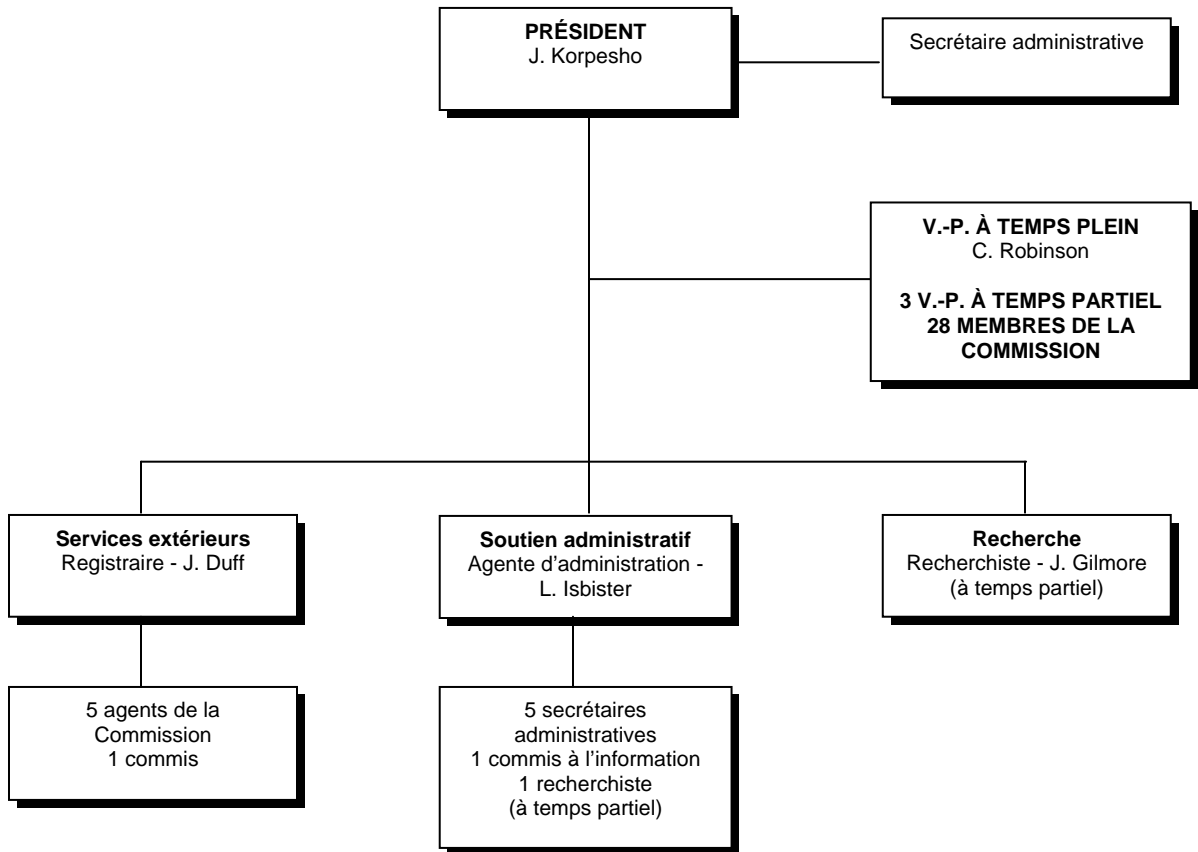 PRÉSIDENT
J. Korpesho
Secrétaire administrative
V.-P. À TEMPS PLEIN
C. Robinson
3 V.-P. À TEMPS PARTIEL
28 MEMBRES DE LA
COMMISSION
Services extérieurs
Registraire - J. Duff
Soutien administratif
Agente d’administration -
L. Isbister
Recherche
Recherchiste - J. Gilmore
(à temps partiel)
5 agents de la
Commission
1 commis
5 secrétaires
administratives
1 commis à l’information
1 recherchiste
(à temps partiel)